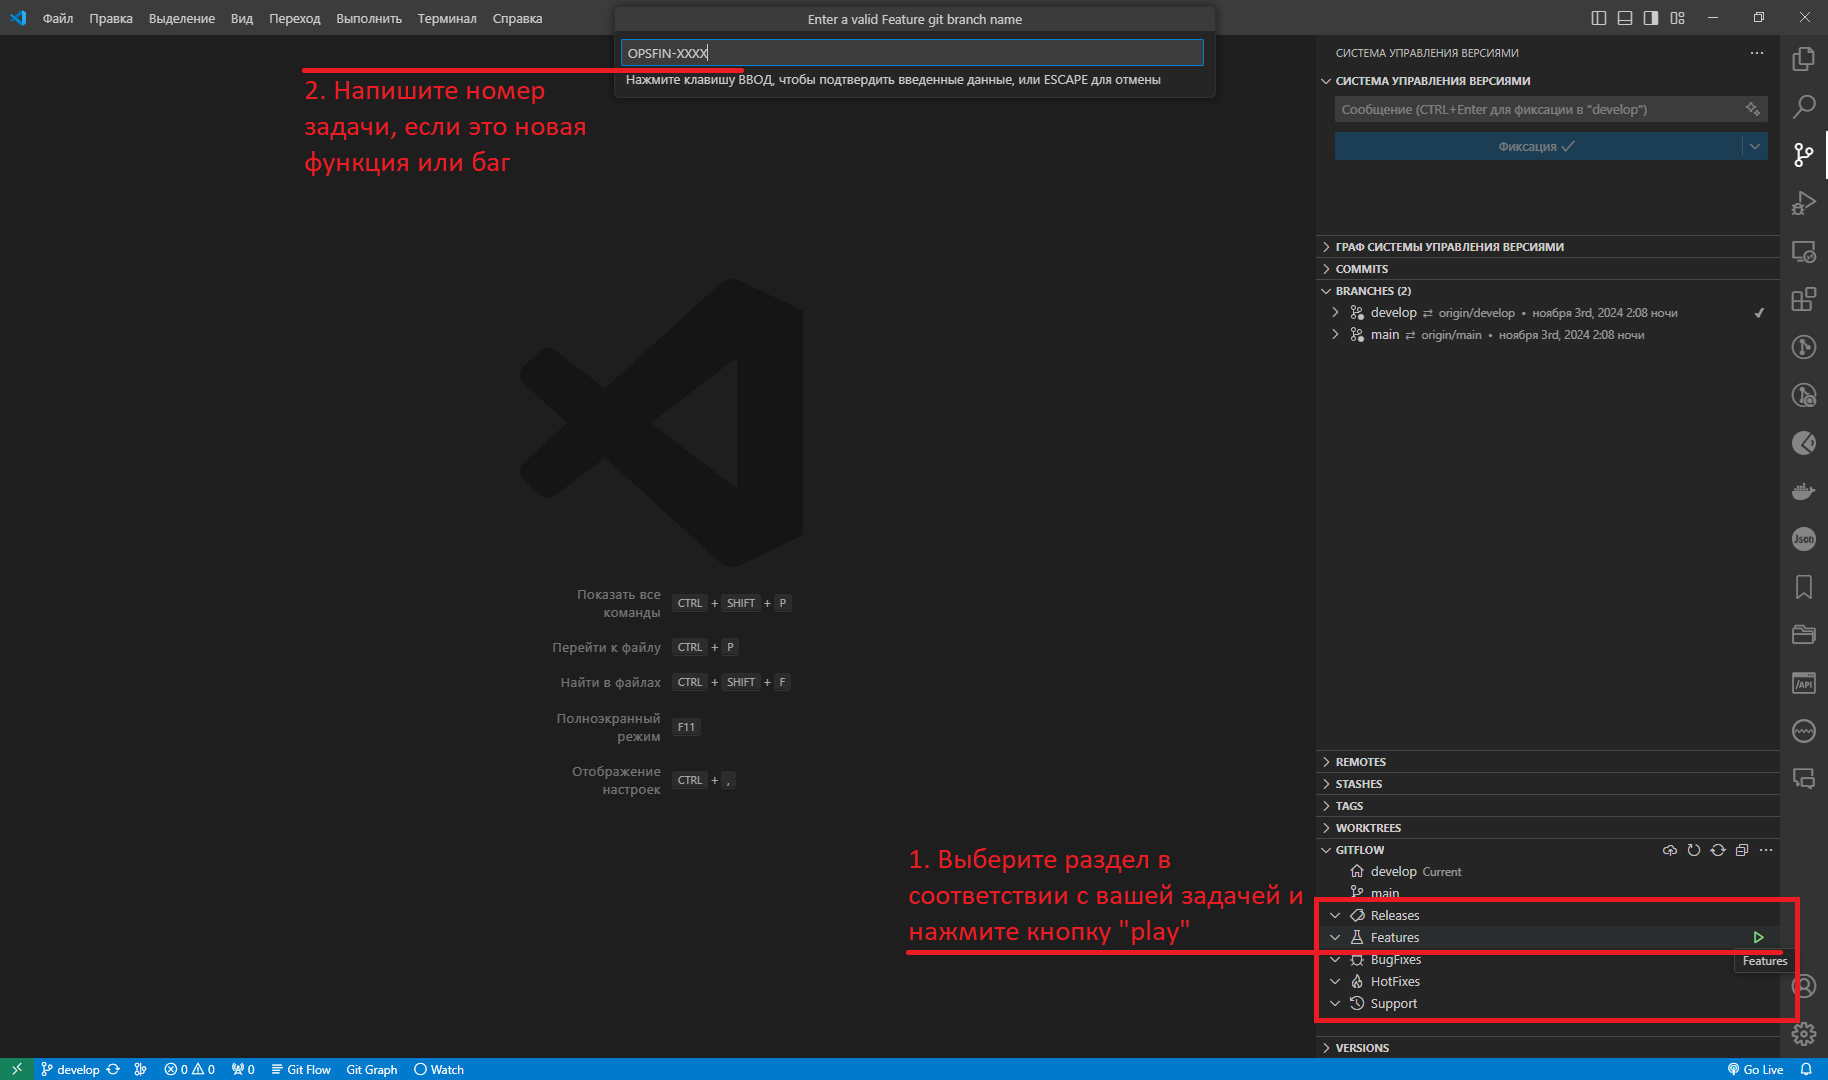 Файл Правка Выделение Вид Переход Выполнить Терминал Справка
Enter a valid Feature git branch name
OPSFIN-XXXX
Нажмите клавишу ВВОД, чтобы подтвердить введенные данные, или ESCAPE для отмены
2. Напишите номер
задачи, если это новая
функция или баг
СИСТЕМА УПРАВЛЕНИЯ ВЕРСИЯМИ
СИСТЕМА УПРАВЛЕНИЯ ВЕРСИЯМИ
Сообщение (CTRL+Enter для фиксации в "develop")
Фиксация
ГРАФ СИСТЕМЫ УПРАВЛЕНИЯ ВЕРСИЯМИ
COMMITS
BRANCHES (2)
develop ⇄ origin/develop • ноября 3rd, 2024 2:08 ночи
main ⇄ origin/main • ноября 3rd, 2024 2:08 ночи
Показать все
команды
CTRL + SHIFT + P
Перейти к файлу CTRL + P
Найти в файлах CTRL + SHIFT + F
Полноэкранный
режим
F11
Отображение
настроек
CTRL + ,
REMOTES
STASHES
TAGS
WORKTREES
GITFLOW
develop Current
main
Releases
Features
BugFixes
Features
HotFixes
Support
VERSIONS
1. Выберите раздел в
соответствии с вашей задачей и
нажмите кнопку "play"
Json
/API
develop 0 0 0 Git Flow Git Graph Watch Go Live